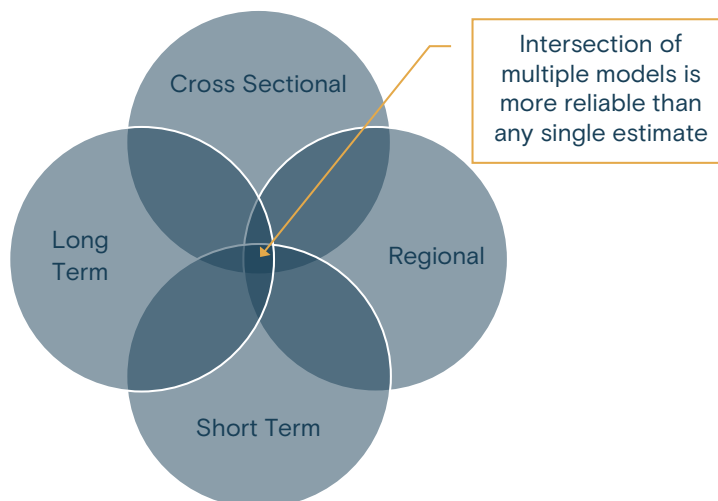 Cross Sectional
Intersection of
multiple models is
more reliable than
any single estimate
Long
Term
Regional
Short Term